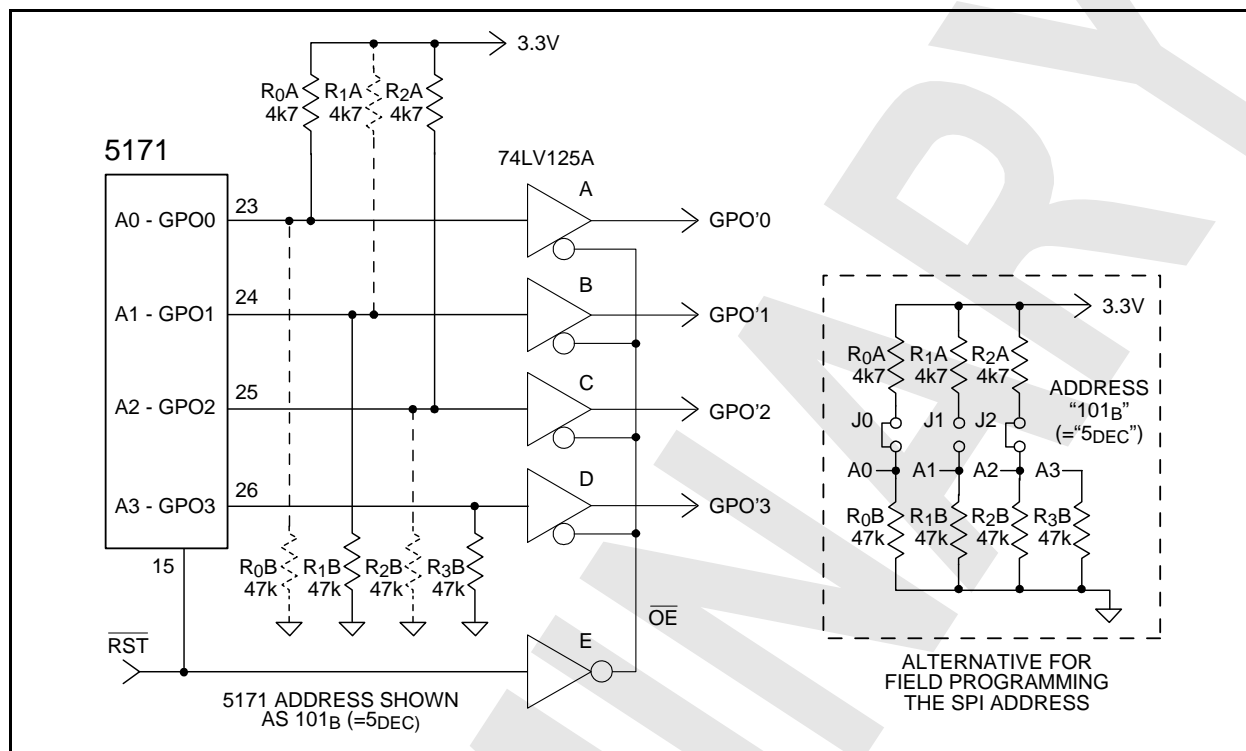 3.3V
R0A
4k7
R1A
4k7
R2A
4k7
5171
74LV125A
A0 - GPO0
23
A
GPO'0
A1 - GPO1
24
B
GPO'1
A2 - GPO2
25
C
GPO'2
A3 - GPO3
26
D
GPO'3
15
R0B
47k
R1B
47k
R2B
47k
R3B
47k
RST
E
OE
5171 ADDRESS SHOWN
AS 101B (=5DEC)
3.3V
R0A
4k7
R1A
4k7
R2A
4k7
ADDRESS
“101B”
(=“5DEC”)
J0
J1
J2
A0
A1
A2
A3
R0B
47k
R1B
47k
R2B
47k
R3B
47k
ALTERNATIVE FOR
FIELD PROGRAMMING
THE SPI ADDRESS
INARY